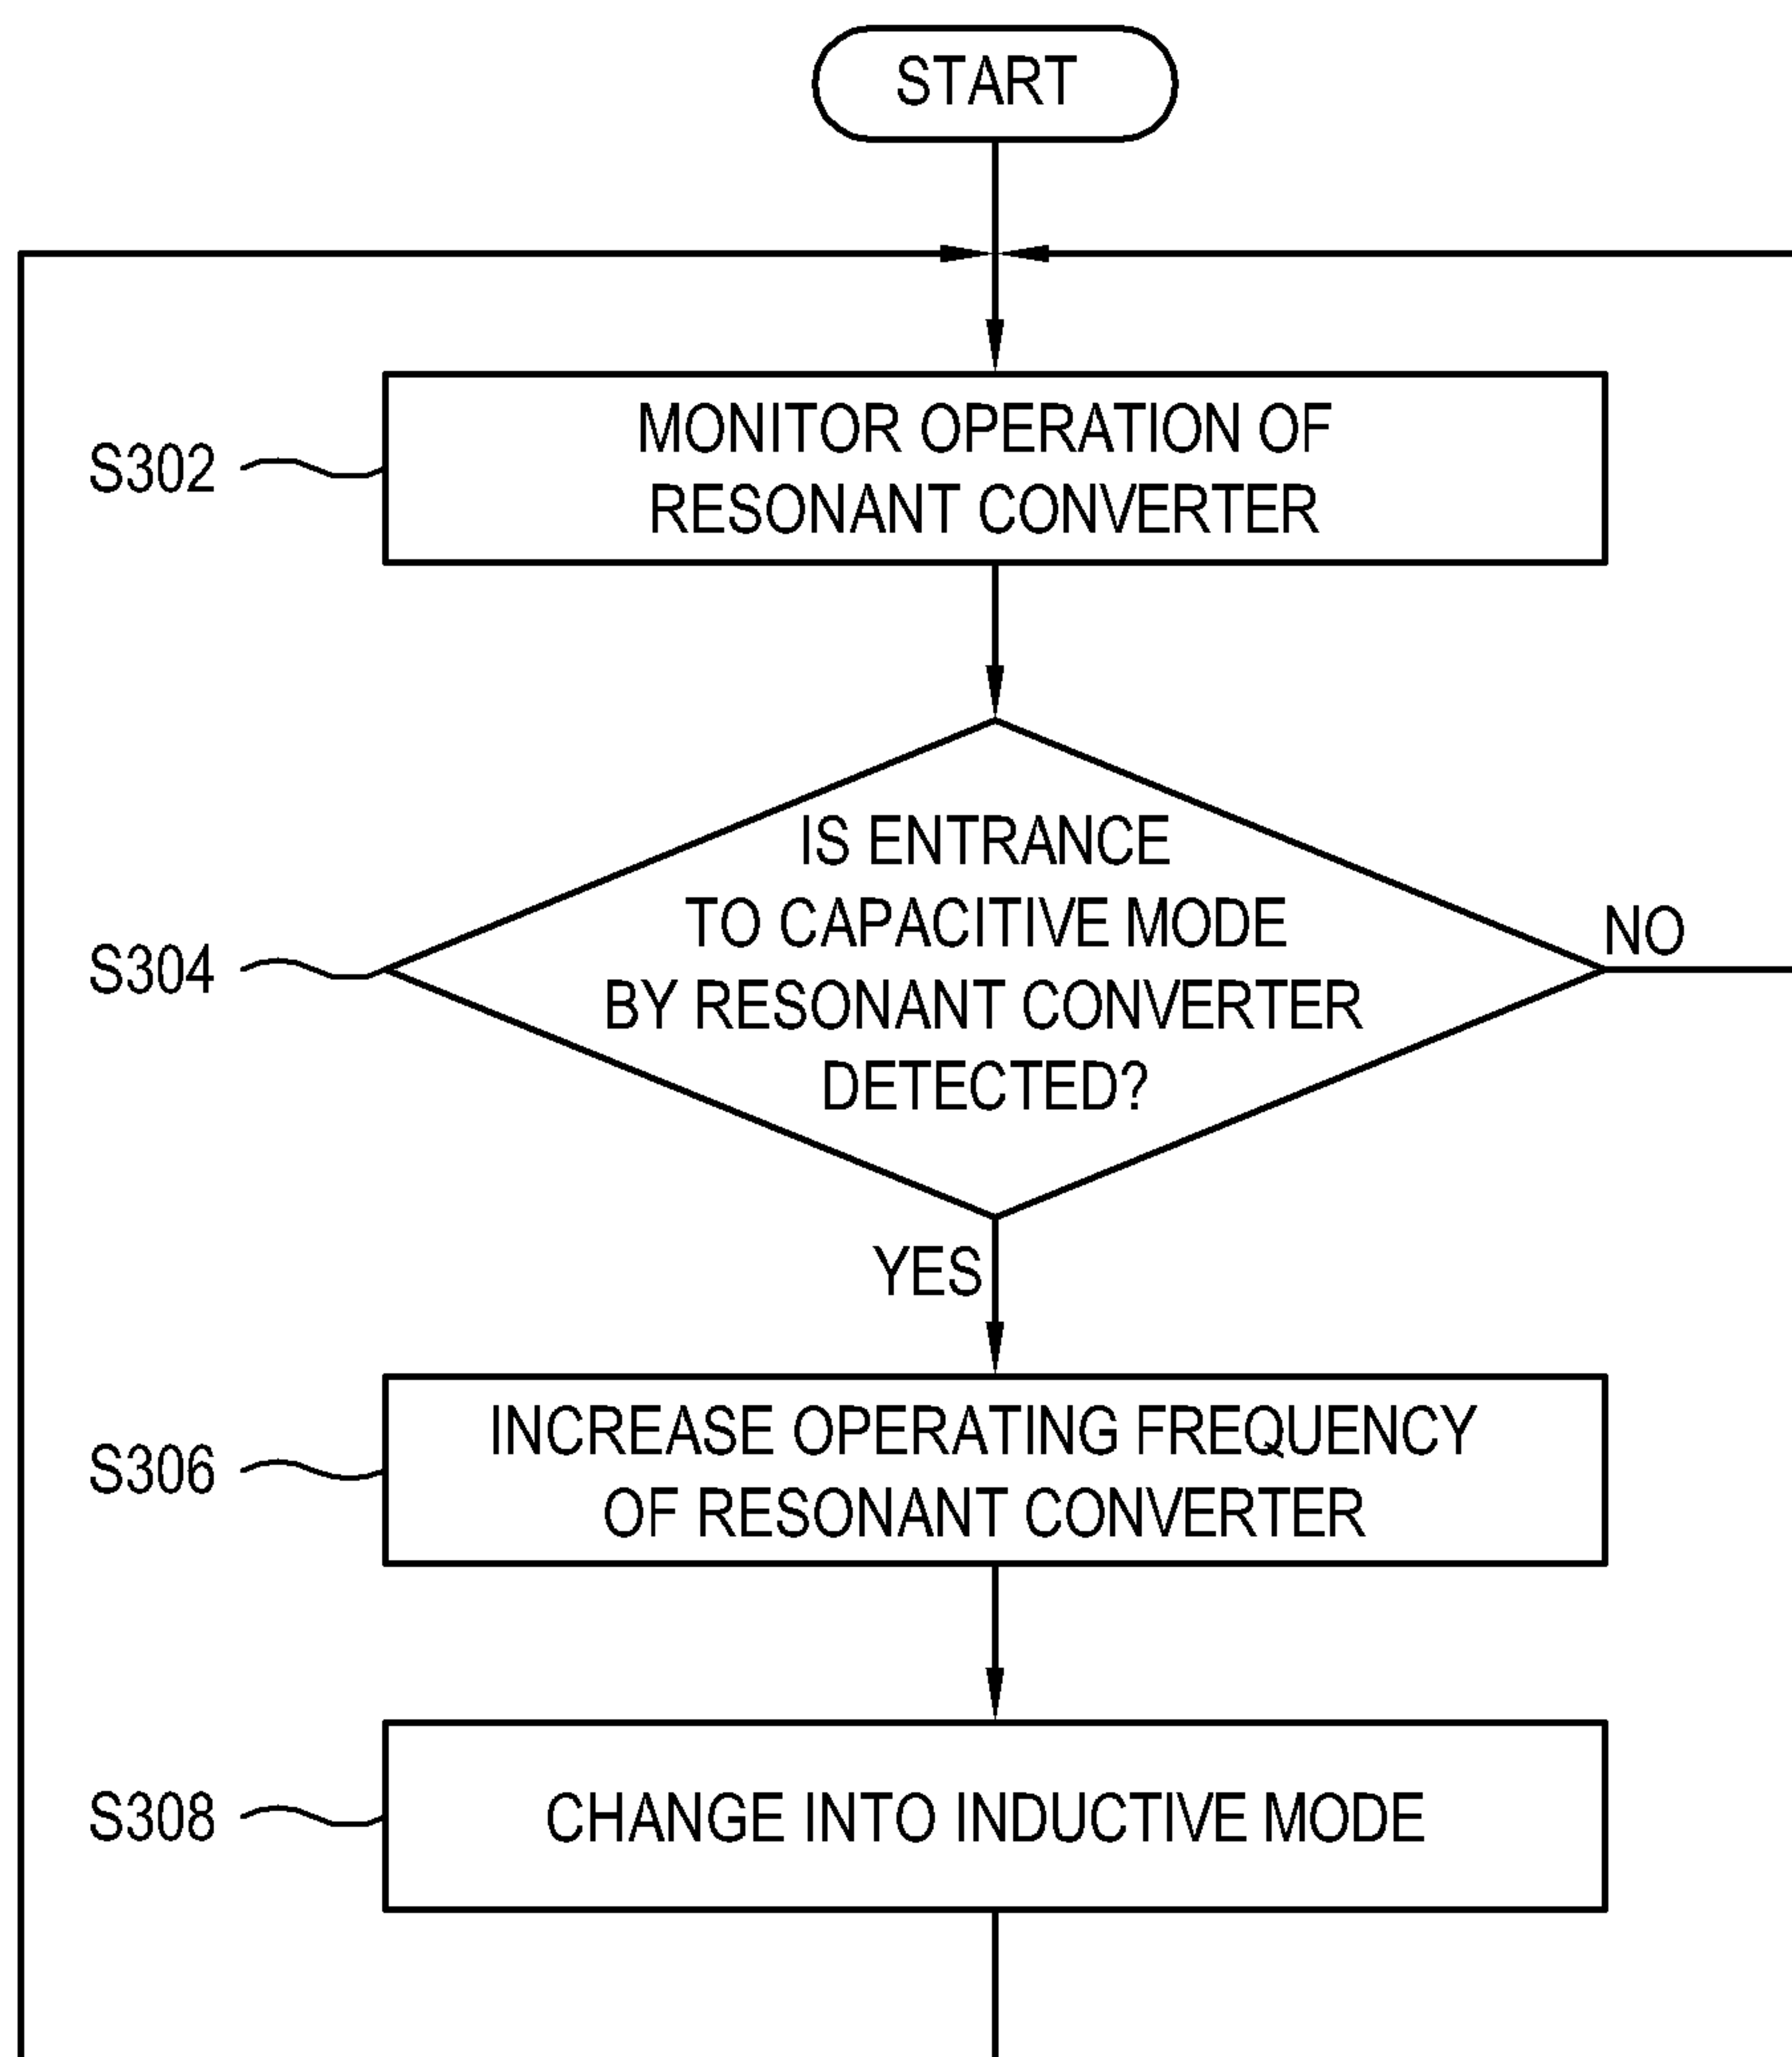 START
S302
MONITOR OPERATION OF
RESONANT CONVERTER
S304
IS ENTRANCE
TO CAPACITIVE MODE
BY RESONANT CONVERTER
DETECTED?
NO
YES
S306
INCREASE OPERATING FREQUENCY
OF RESONANT CONVERTER
S308
CHANGE INTO INDUCTIVE MODE